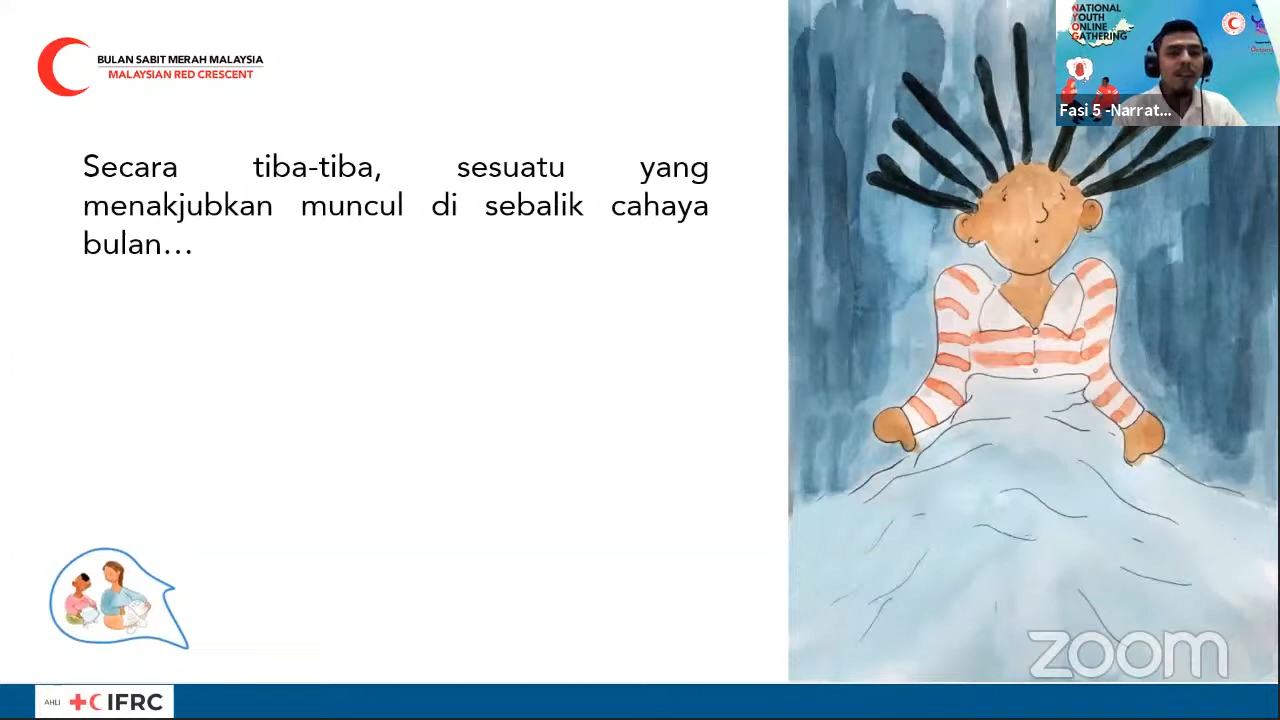 BULAN SABIT MERAH MALAYSIA
MALAYSIAN RED CRESCENT
Secara tiba-tiba, sesuatu yang
menakjubkan muncul di sebalik cahaya
bulan...
NATIONAL
YOUTH
ONLINE
GATHERING
Fasi 5 -Narrat...
zoom
AHLI
IFRC